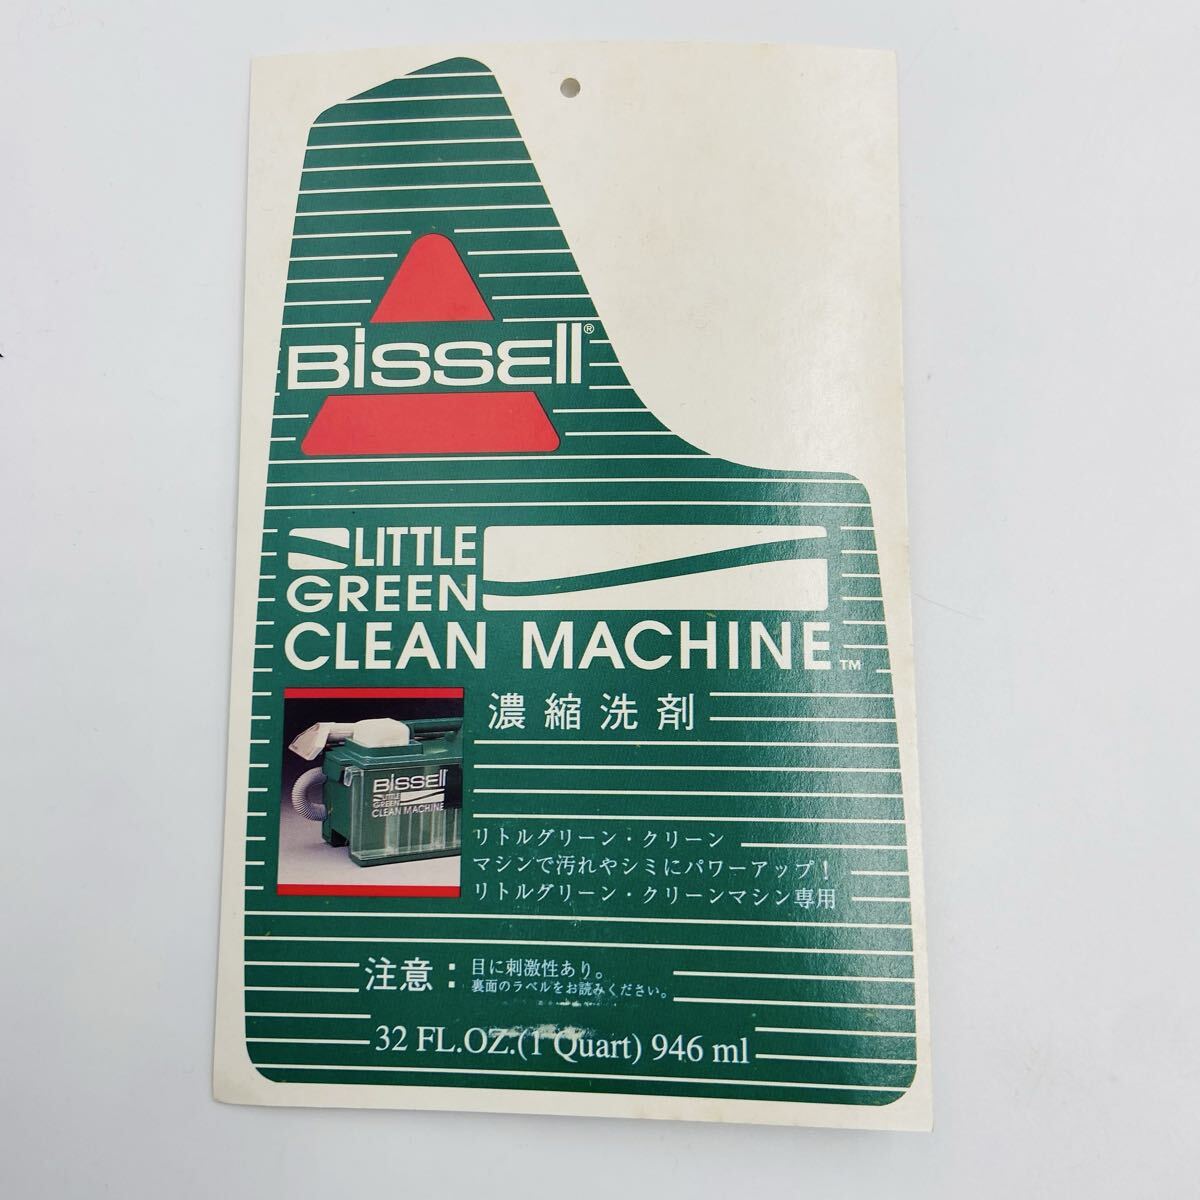 BISSELL®
LITTLE
GREEN
CLEAN MACHINE™
濃縮洗剤
BISSELL
LITTLE
GREEN
CLEAN MACHINE
リトルグリーン・クリーン
マシンで汚れやシミにパワーアップ！
リトルグリーン・クリーンマシン専用
注意：目に刺激性あり。
裏面のラベルをお読みください。
32 FL.OZ.(1 Quart) 946 ml